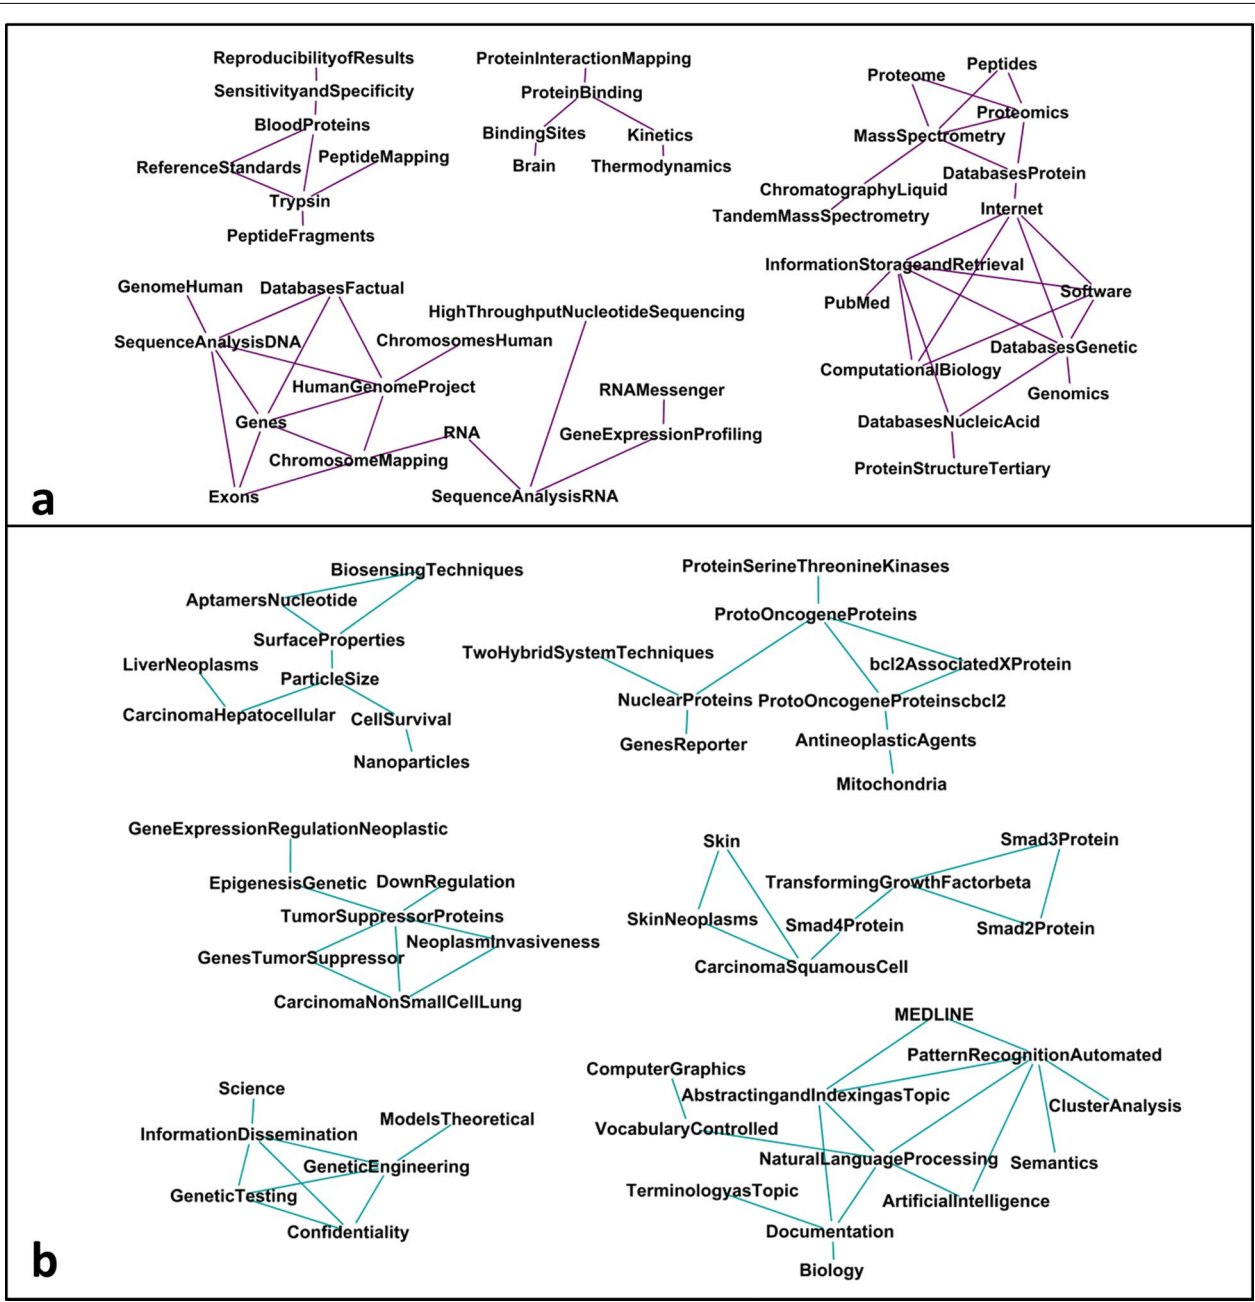 ReproducibilityofResults
SensitivityandSpecificity
BloodProteins
ReferenceStandards
PeptideMapping
Trypsin
PeptideFragments
ProteinInteractionMapping
ProteinBinding
BindingSites
Kinetics
Brain
Thermodynamics
Peptides
Proteome
Proteomics
MassSpectrometry
DatabasesProtein
ChromatographyLiquid
TandemMassSpectrometry
Internet
InformationStorageandRetrieval
PubMed
Software
DatabasesGenetic
ComputationalBiology
Genomics
DatabasesNucleicAcid
ProteinStructureTertiary
GenomeHuman
DatabasesFactual
HighThroughputNucleotideSequencing
SequenceAnalysisDNA
ChromosomesHuman
HumanGenomeProject
RNAMessenger
Genes
RNA
GeneExpressionProfiling
ChromosomeMapping
Exons
SequenceAnalysisRNA
a
BiosensingTechniques
AptamersNucleotide
SurfaceProperties
LiverNeoplasms
ParticleSize
CarcinomaHepatocellular
CellSurvival
Nanoparticles
ProteinSerineThreonineKinases
ProtoOncogeneProteins
TwoHybridSystemTechniques
bcl2AssociatedXProtein
NuclearProteins
ProtoOncogeneProteinscbcl2
GenesReporter
AntineoplasticAgents
Mitochondria
GeneExpressionRegulationNeoplastic
EpigenesisGenetic
DownRegulation
TumorSuppressorProteins
NeoplasmInvasiveness
GenesTumorSuppressor
CarcinomaNonSmallCellLung
Skin
Smad3Protein
TransformingGrowthFactorbeta
SkinNeoplasms
Smad4Protein
Smad2Protein
CarcinomaSquamousCell
MEDLINE
PatternRecognitionAutomated
ComputerGraphics
AbstractingandIndexingasTopic
ClusterAnalysis
VocabularyControlled
NaturalLanguageProcessing
Semantics
TerminologyasTopic
ArtificialIntelligence
Documentation
Biology
Science
ModelsTheoretical
InformationDissemination
GeneticEngineering
GeneticTesting
Confidentiality
b